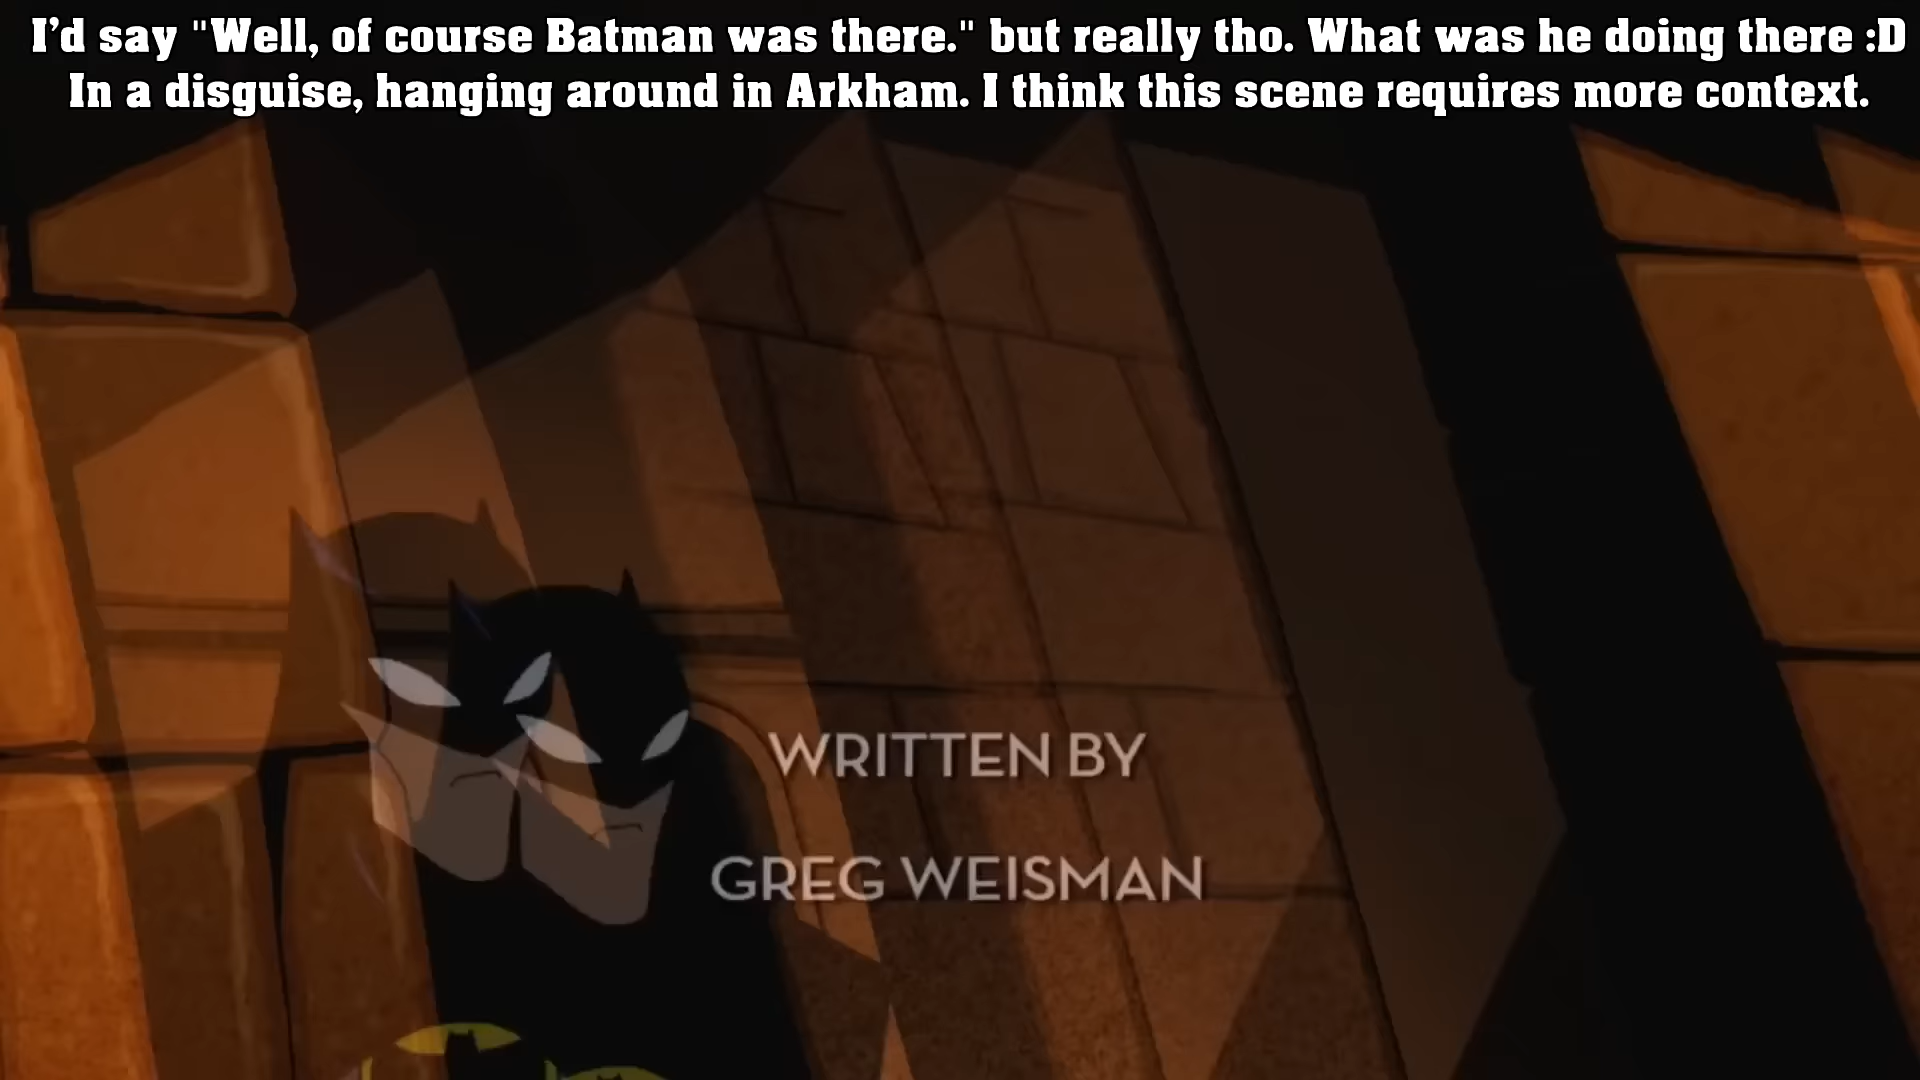 I'd say "Well, of course Batman was there." but really tho. What was he doing there :D
In a disguise, hanging around in Arkham. I think this scene requires more context.
WRITTEN BY
GREG WEISMAN